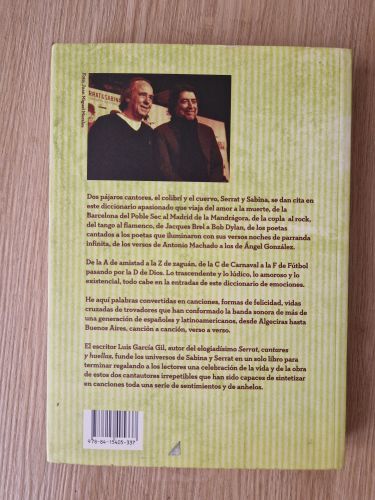 Foto: Juan Miguel Morales
RRAT&SABINA
Dos pájaros cantores, el colibrí y el cuervo, Serrat y Sabina, se dan cita en
este diccionario apasionado que viaja del amor a la muerte, de la
Barcelona del Poble Sec al Madrid de la Mandrágora, de la copla al rock,
del tango al flamenco, de Jacques Brel a Bob Dylan, de los poetas
cantados a los poetas que iluminaron con sus versos noches de parranda
infinita, de los versos de Antonio Machado a los de Ángel González.
De la A de amistad a la Z de zaguán, de la C de Carnaval a la F de Fútbol
pasando por la D de Dios. Lo trascendente y lo lúdico, lo amoroso y lo
existencial, todo cabe en la entradas de este diccionario de emociones.
He aquí palabras convertidas en canciones, formas de felicidad, vidas
cruzadas de trovadores que han conformado la banda sonora de más de
una generación de españoles y latinoamericanos, desde Algeciras hasta
Buenos Aires, canción a canción, verso a verso.
El escritor Luis García Gil, autor del elogiadísimo Serrat, cantares
y huellas, funde los universos de Sabina y Serrat en un solo libro para
terminar regalando a los lectores una celebración de la vida y de la obra
de estos dos cantautores irrepetibles que han sido capaces de sintetizar
en canciones toda una serie de sentimientos y de anhelos.
978-84-15405-337